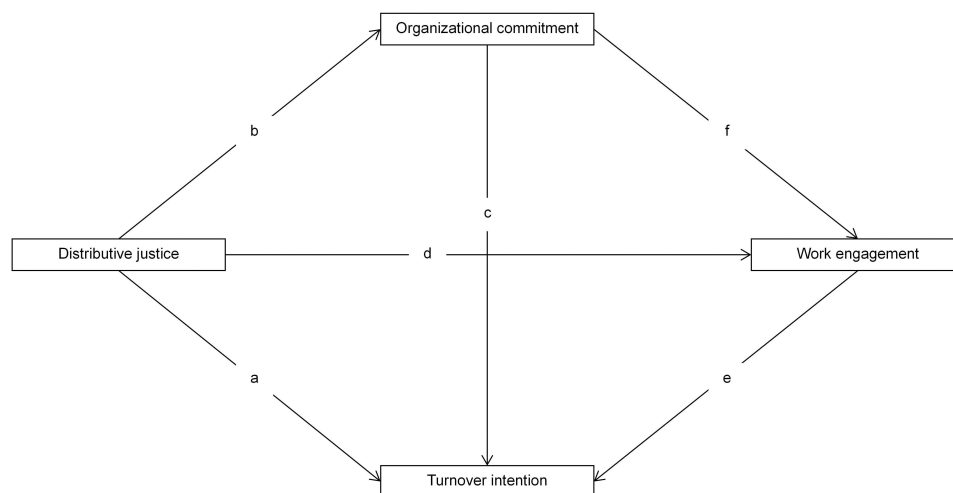 Organizational commitment
b
f
c
Distributive justice
d
Work engagement
a
e
Turnover intention